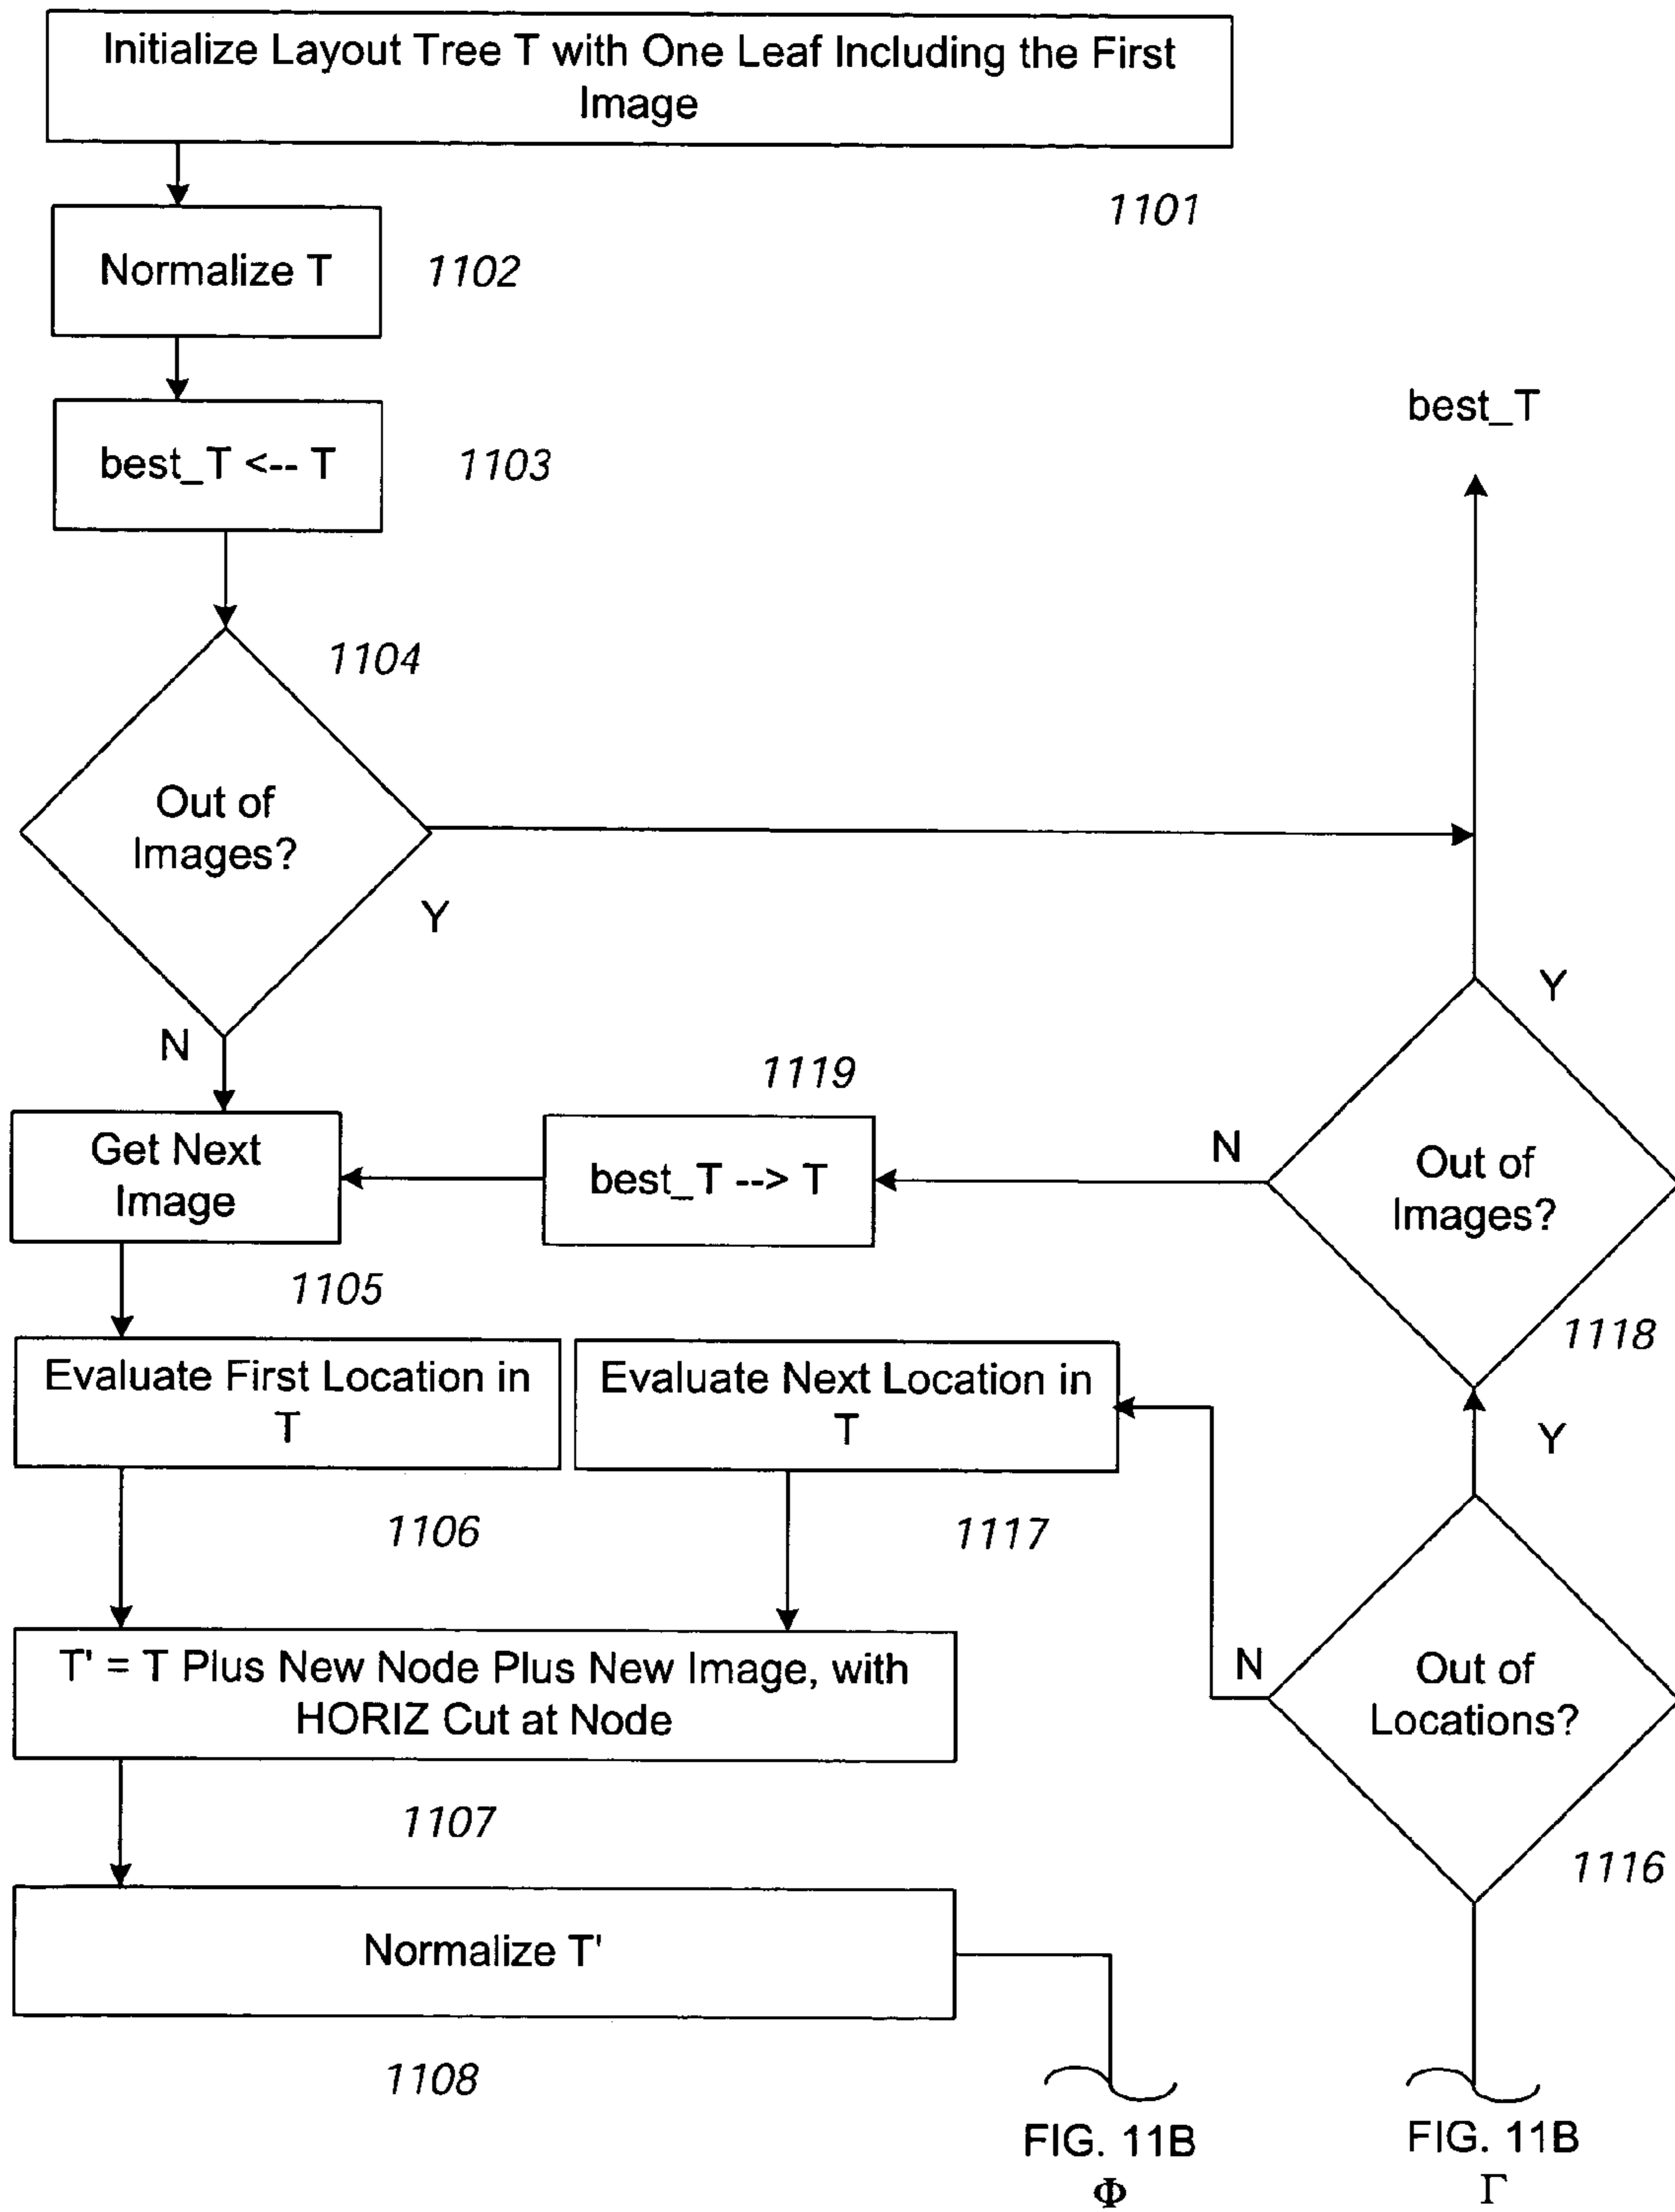 Initialize Layout Tree T with One Leaf Including the First
Image
1101
Normalize T
1102
best_T <-- T
1103
best_T
1104
Out of
Images?
Y
N
Y
1119
Get Next
Image
best_T --> T
N
Out of
Images?
1105
1118
Evaluate First Location in
T
Evaluate Next Location in
T
Y
1106
1117
T' = T Plus New Node Plus New Image, with
HORIZ Cut at Node
N
Out of
Locations?
1107
1116
Normalize T'
1108
FIG. 11B
Φ
FIG. 11B
Γ